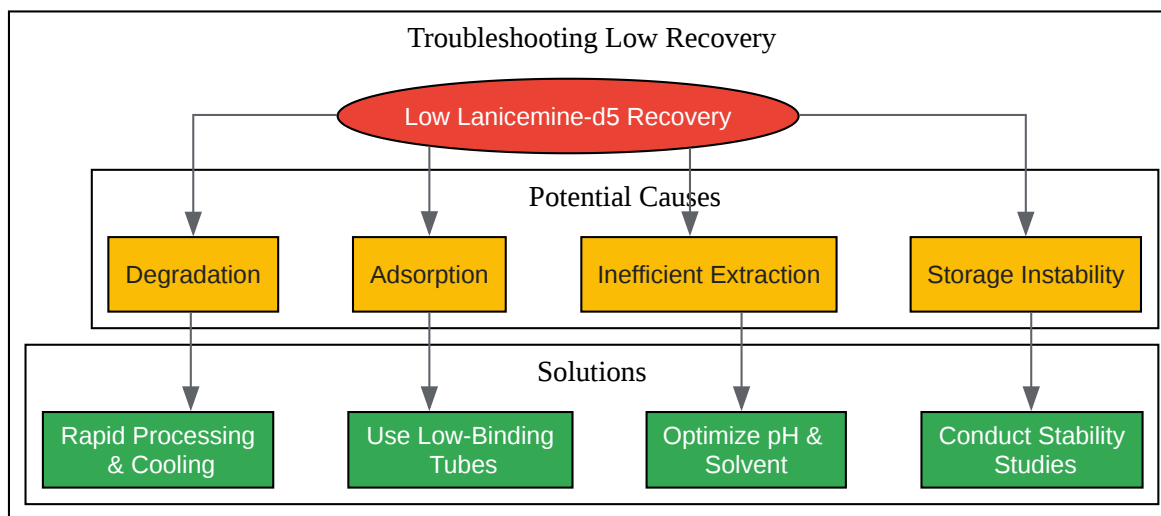 Troubleshooting Low Recovery
Low Lanicemine-d5 Recovery
Potential Causes
Degradation
Adsorption
Inefficient Extraction
Storage Instability
Solutions
Rapid Processing
& Cooling
Use Low-Binding
Tubes
Optimize pH &
Solvent
Conduct Stability
Studies